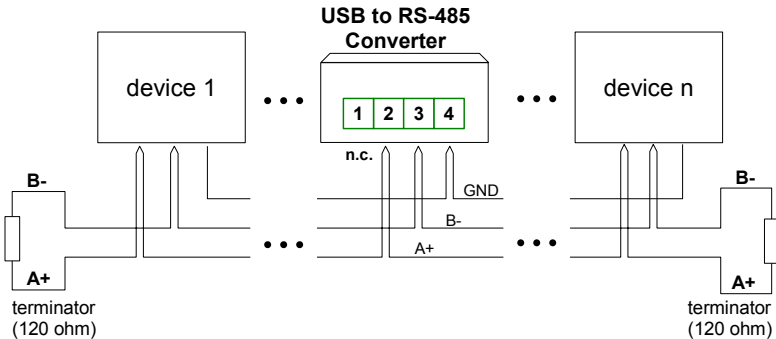 USB to RS-485
Converter
device 1
device n
1 2 3 4
n.c.
B-
GND
B-
B-
A+
A+
A+
terminator
(120 ohm)
terminator
(120 ohm)